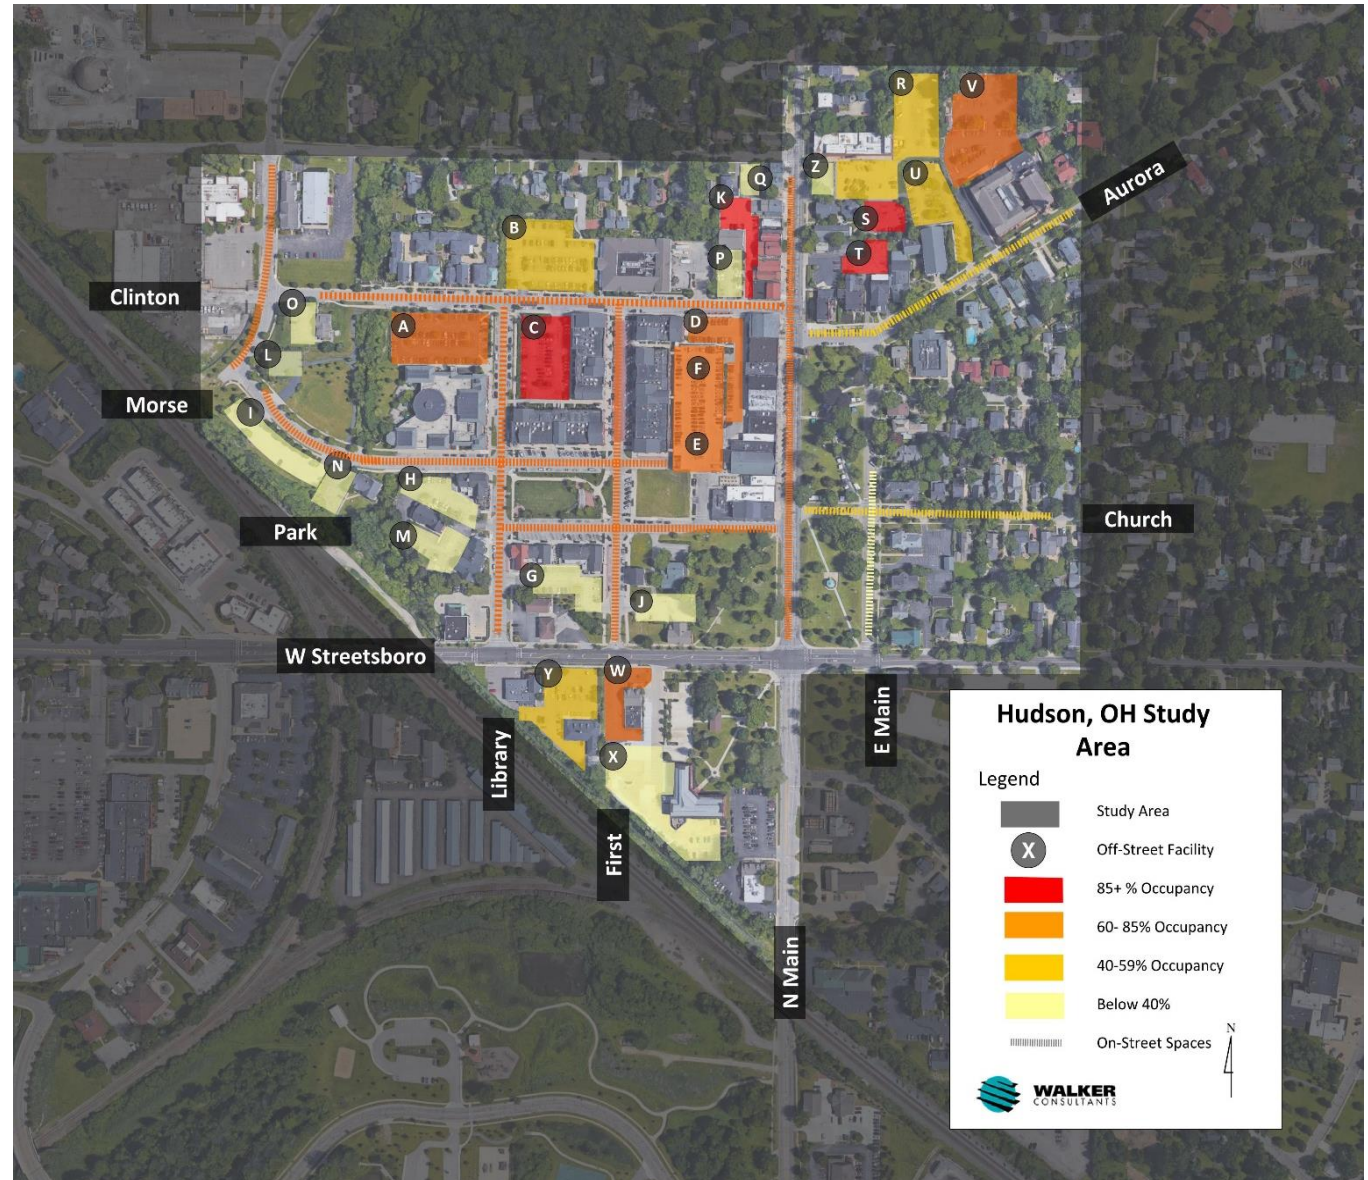 R
V
Z
U
Q
K
S
T
P
B
Aurora
Clinton
O
A
C
D
L
F
Morse
I
E
N
H
Park
M
Church
G
J
W Streetsboro
Y
W
X
Library
First
E Main
N Main
Hudson, OH Study
Area
Legend
Study Area
X
Off-Street Facility
85+ % Occupancy
60- 85% Occupancy
40-59% Occupancy
Below 40%
On-Street Spaces
N
WALKER
CONSULTANTS